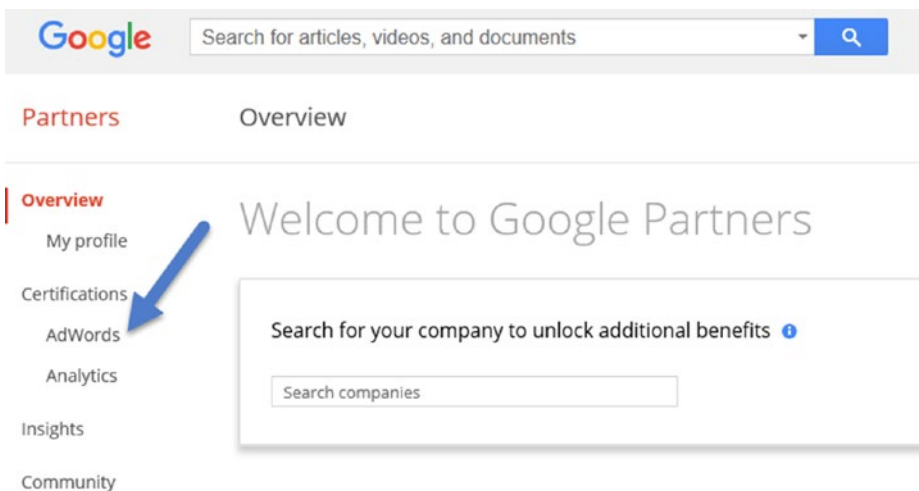 Google
Search for articles, videos, and documents
Partners
Overview
Overview
My profile
Certifications
AdWords
Analytics
Insights
Community
Welcome to Google Partners
Search for your company to unlock additional benefits
Search companies